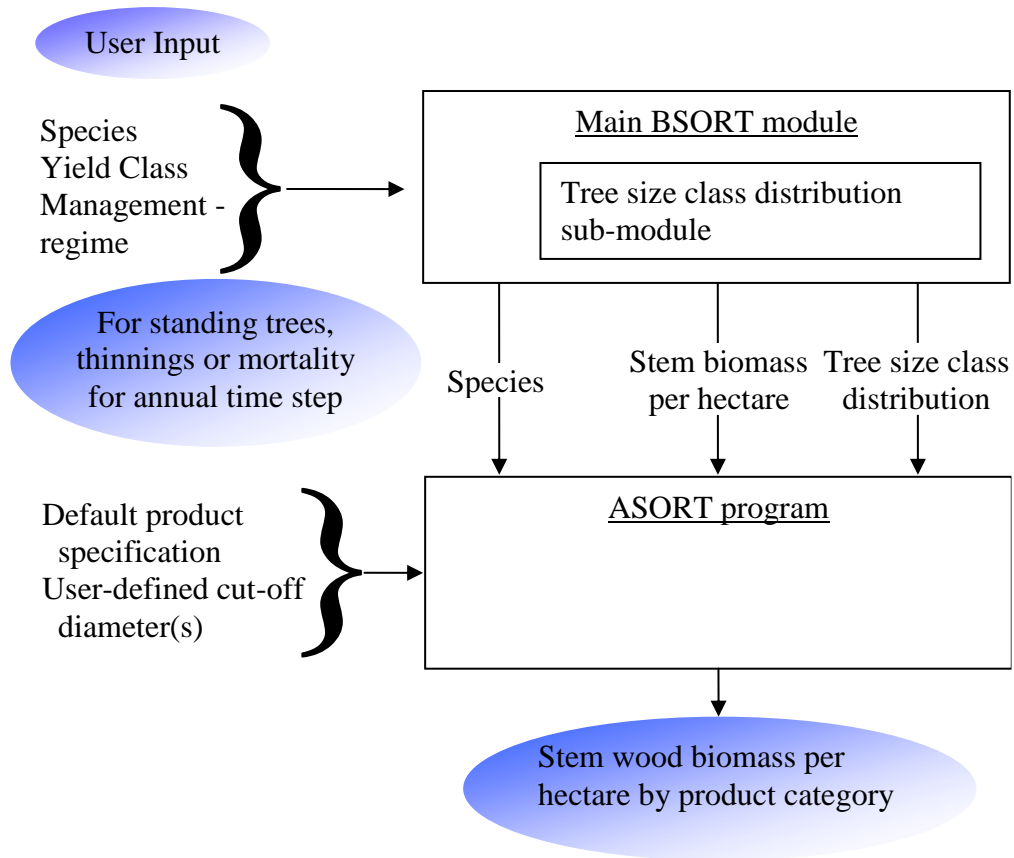 User Input
Species
Yield Class
Management -
regime
Main BSORT module
Tree size class distribution
sub-module
For standing trees,
thinnings or mortality
for annual time step
Species
Stem biomass
per hectare
Tree size class
distribution
Default product
specification
User-defined cut-off
diameter(s)
ASORT program
Stem wood biomass per
hectare by product category